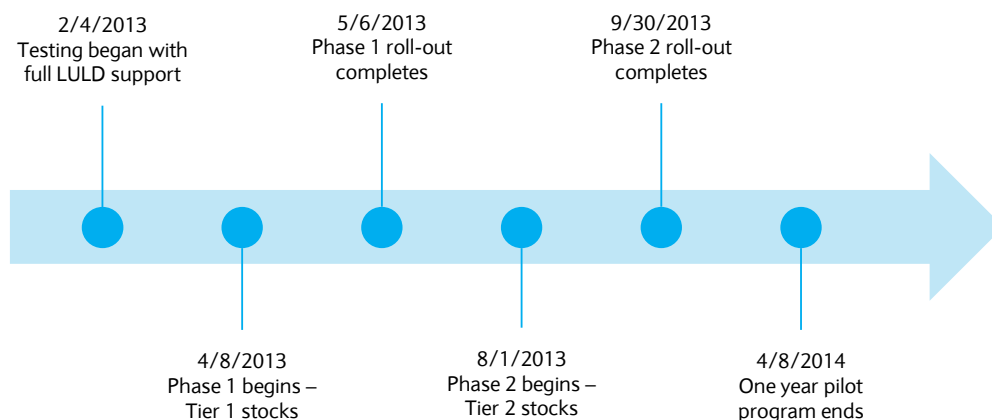 2/4/2013
Testing began with
full LULD support
4/8/2013
Phase 1 begins –
Tier 1 stocks
5/6/2013
Phase 1 roll-out
completes
8/1/2013
Phase 2 begins –
Tier 2 stocks
9/30/2013
Phase 2 roll-out
completes
4/8/2014
One year pilot
program ends